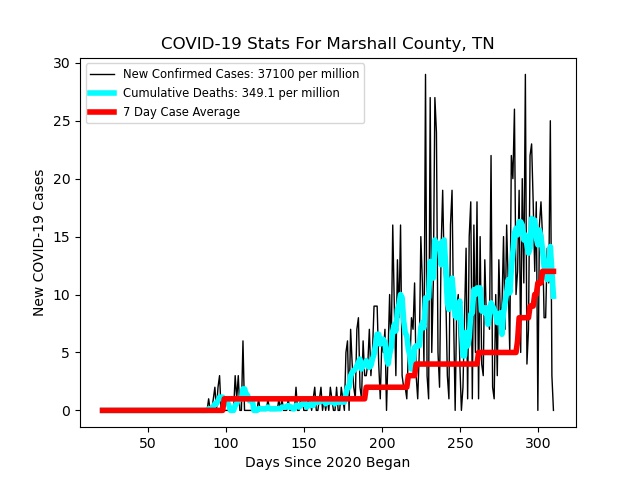 COVID-19 Stats For Marshall County, TN
New Confirmed Cases: 37100 per million
Cumulative Deaths: 349.1 per million
7 Day Case Average
30
25
20
15
10
5
0
New COVID-19 Cases
50 100 150 200 250 300
Days Since 2020 Began